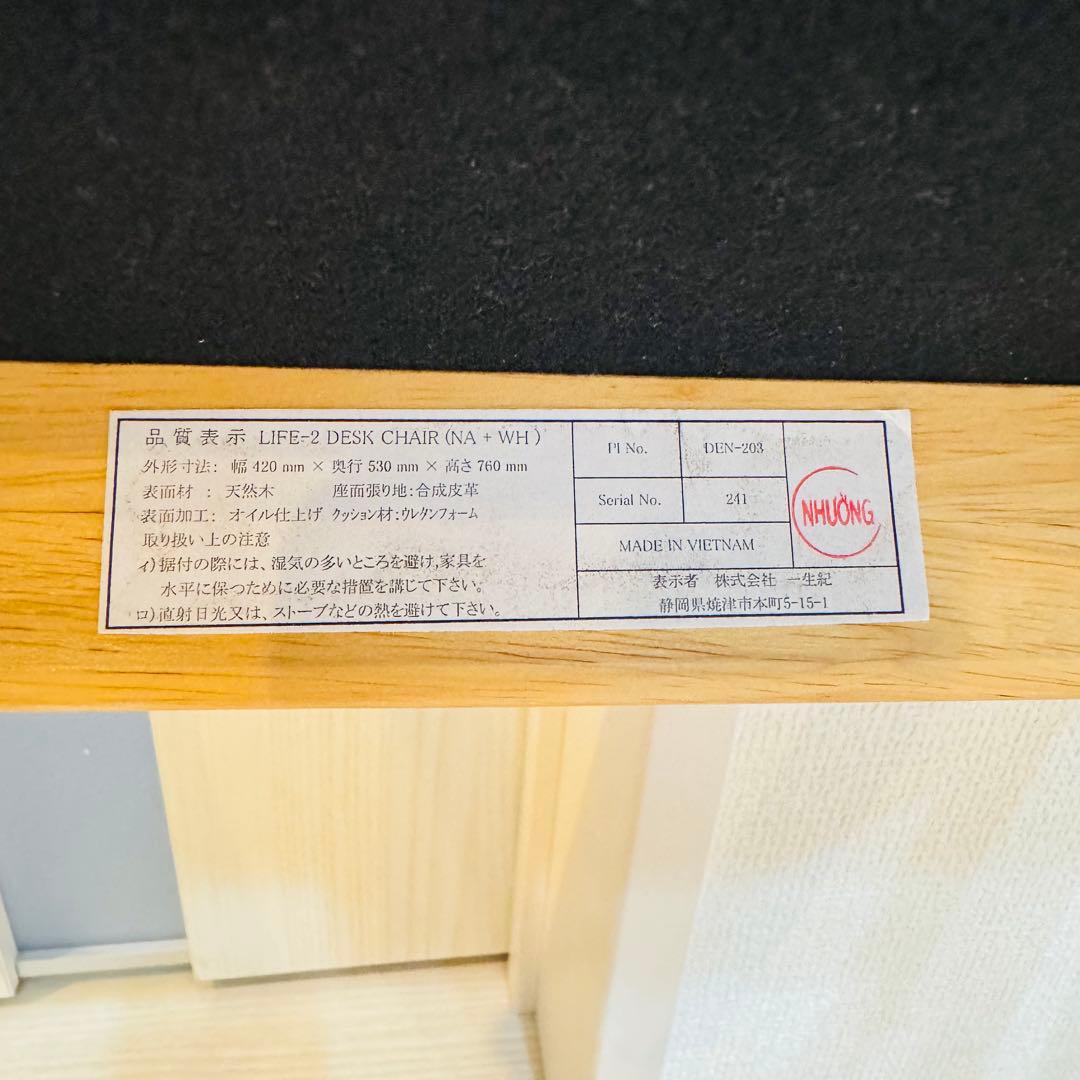 品質表示 LIFE-2 DESK CHAIR (NA + WH )
外形寸法: 幅 420 mm × 奥行 530 mm × 高さ 760 mm
表面材 : 天然木 座面張り地:合成皮革
表面加工: オイル仕上げ クッション材:ウレタンフォーム
取り扱い上の注意
イ)据付の際には、湿気の多いところを避け,家具を
水平に保つために必要な措置を講じて下さい。
ロ)直射日光又は、ストーブなどの熱を避けて下さい。
PI No. DEN-203
Serial No. 241
MADE IN VIETNAM
NHƯỜNG
表示者 株式会社 一生紀
静岡県焼津市本町5-15-1